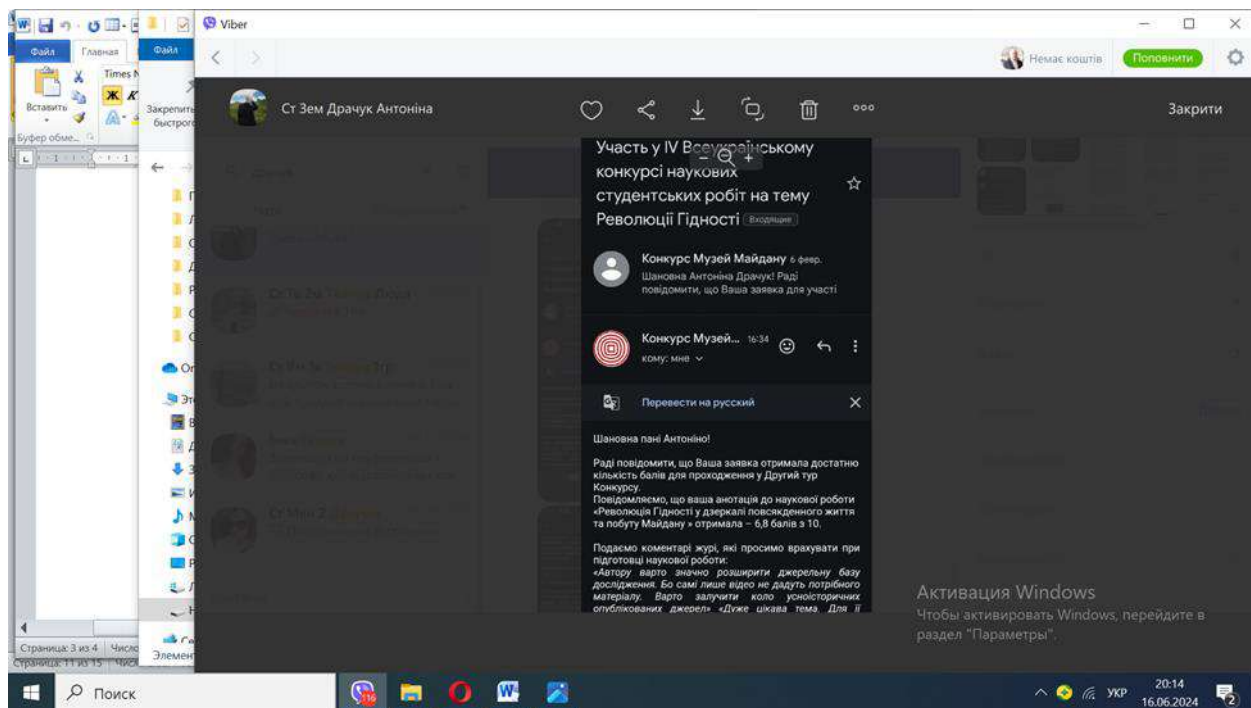 Viber
Файл
Главная
Файл
Вставить
Times N
Ж К
Буфер обме...
Закрепить
быстрого
Немає коштів
Поповнити
Ст Зем Драчук Антоніна
Закрити
Участь у IV Всеукраїнському
конкурсі наукових
студентських робіт на тему
Революції Гідності Входящие
Конкурс Музей Майдану 6 февр.
Шановна Антоніна Драчук! Раді
повідомити, що Ваша заявка для участі
Конкурс Музей... 16:34
кому: мне
Перевести на русский
Шановна пані Антоніно!
Раді повідомити, що Ваша заявка отримала достатню
кількість балів для проходження у Другий тур
Конкурсу.
Повідомляємо, що ваша анотація до наукової роботи
«Революція Гідності у дзеркалі повсякденного життя
та побуту Майдану » отримала – 6,8 балів з 10.
Подаємо коментарі журі, які просимо врахувати при
підготовці наукової роботи:
«Автору варто значно розширити джерельну базу
дослідження. Бо самі лише відео не дадуть потрібного
матеріалу. Варто залучити коло усноісторичних
опублікованих джерел» «Дуже цікава тема. Для її
Активация Windows
Чтобы активировать Windows, перейдите в
раздел "Параметры".
Страница: 3 из 4 Число
Страница: 11 из 15
Элемент
Поиск
116
УКР
20:14
16.06.2024
2